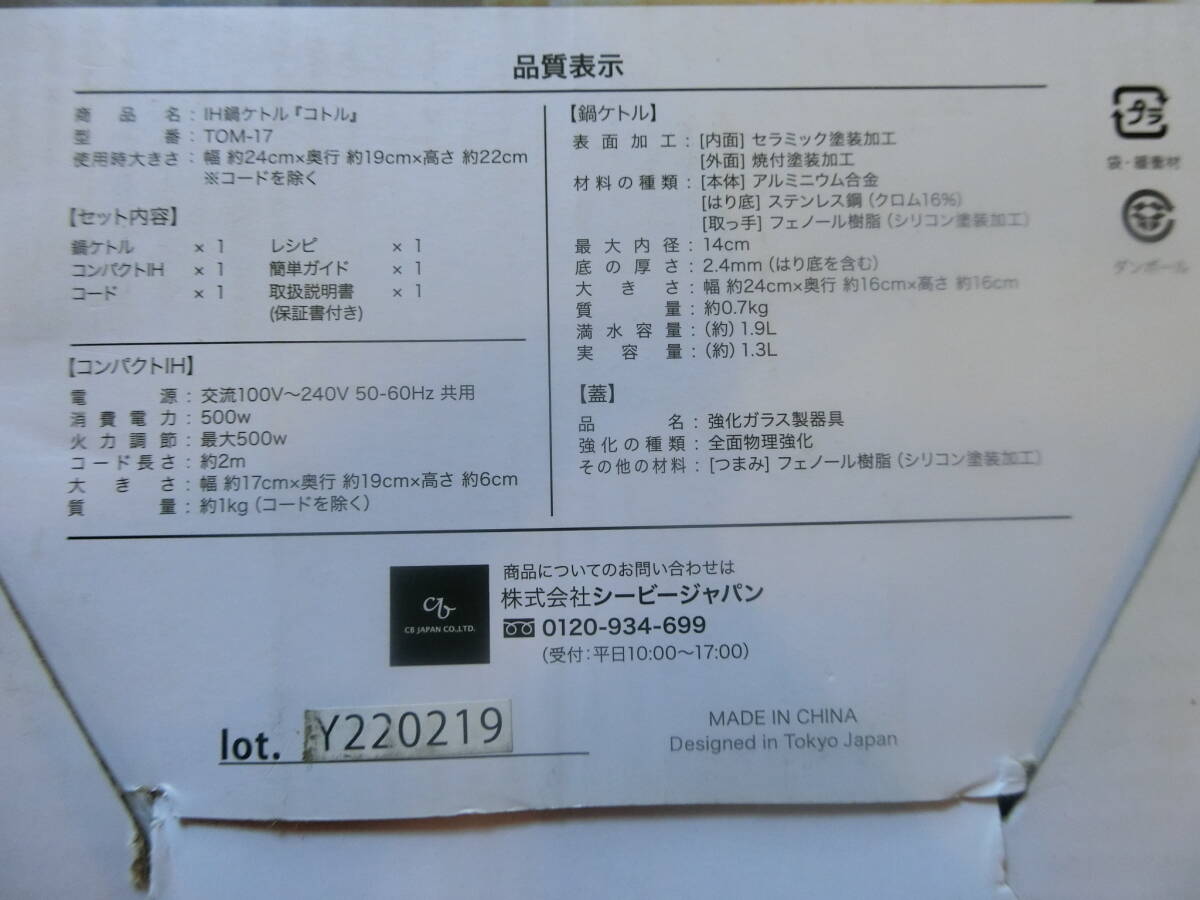 品質表示
商品名：IH鍋ケトル『コトル』
型番：TOM-17
使用時大きさ：幅 約24cm×奥行 約19cm×高さ 約22cm
※コードを除く
【セット内容】
鍋ケトル × 1 レシピ × 1
コンパクトIH × 1 簡単ガイド × 1
コード × 1 取扱説明書 × 1
(保証書付き)
【コンパクトIH】
電源：交流100V～240V 50-60Hz 共用
消費電力：500w
火力調節：最大500w
コード長さ：約2m
大きさ：幅 約17cm×奥行 約19cm×高さ 約6cm
質量：約1kg（コードを除く）
【鍋ケトル】
表面加工：[内面] セラミック塗装加工
[外面] 焼付塗装加工
材料の種類：[本体] アルミニウム合金
[はり底] ステンレス鋼（クロム16%）
[取っ手] フェノール樹脂（シリコン塗装加工）
最大内径：14cm
底の厚さ：2.4mm（はり底を含む）
大きさ：幅 約24cm×奥行 約16cm×高さ 約16cm
質量：約0.7kg
満水容量：（約）1.9L
実容量：（約）1.3L
【蓋】
品名：強化ガラス製器具
強化の種類：全面物理強化
その他の材料：[つまみ] フェノール樹脂（シリコン塗装加工）
プラ
袋・緩衝材
ダンボール
cb
CB JAPAN CO.,LTD.
商品についてのお問い合わせは
株式会社シービージャパン
0120-934-699
（受付：平日10:00～17:00）
lot. Y220219
MADE IN CHINA
Designed in Tokyo Japan